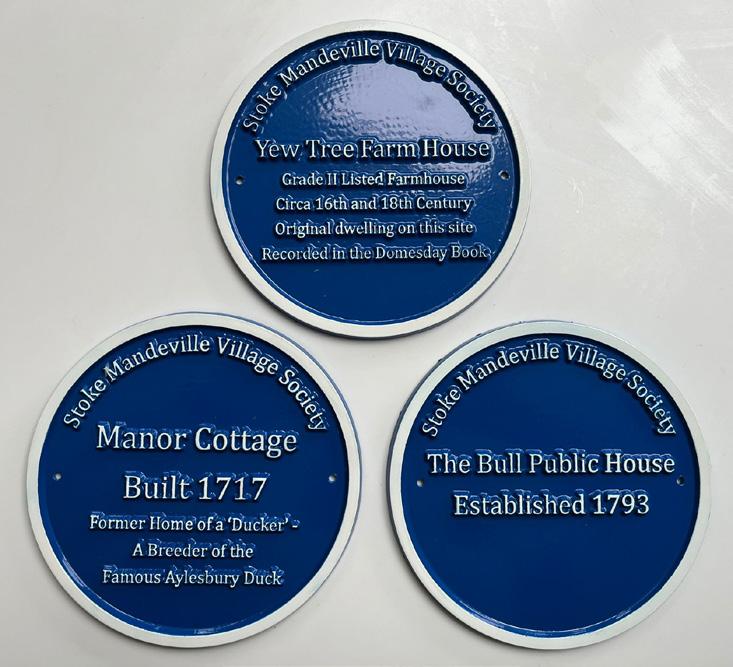 Stoke Mandeville Village Society
Yew Tree Farm House
Grade II Listed Farmhouse
Circa 16th and 18th Century
Original dwelling on this site
Recorded in the Domesday Book
Stoke Mandeville Village Society
Manor Cottage
Built 1717
Former Home of a 'Ducker' -
A Breeder of the
Famous Aylesbury Duck
Stoke Mandeville Village Society
The Bull Public House
Established 1793